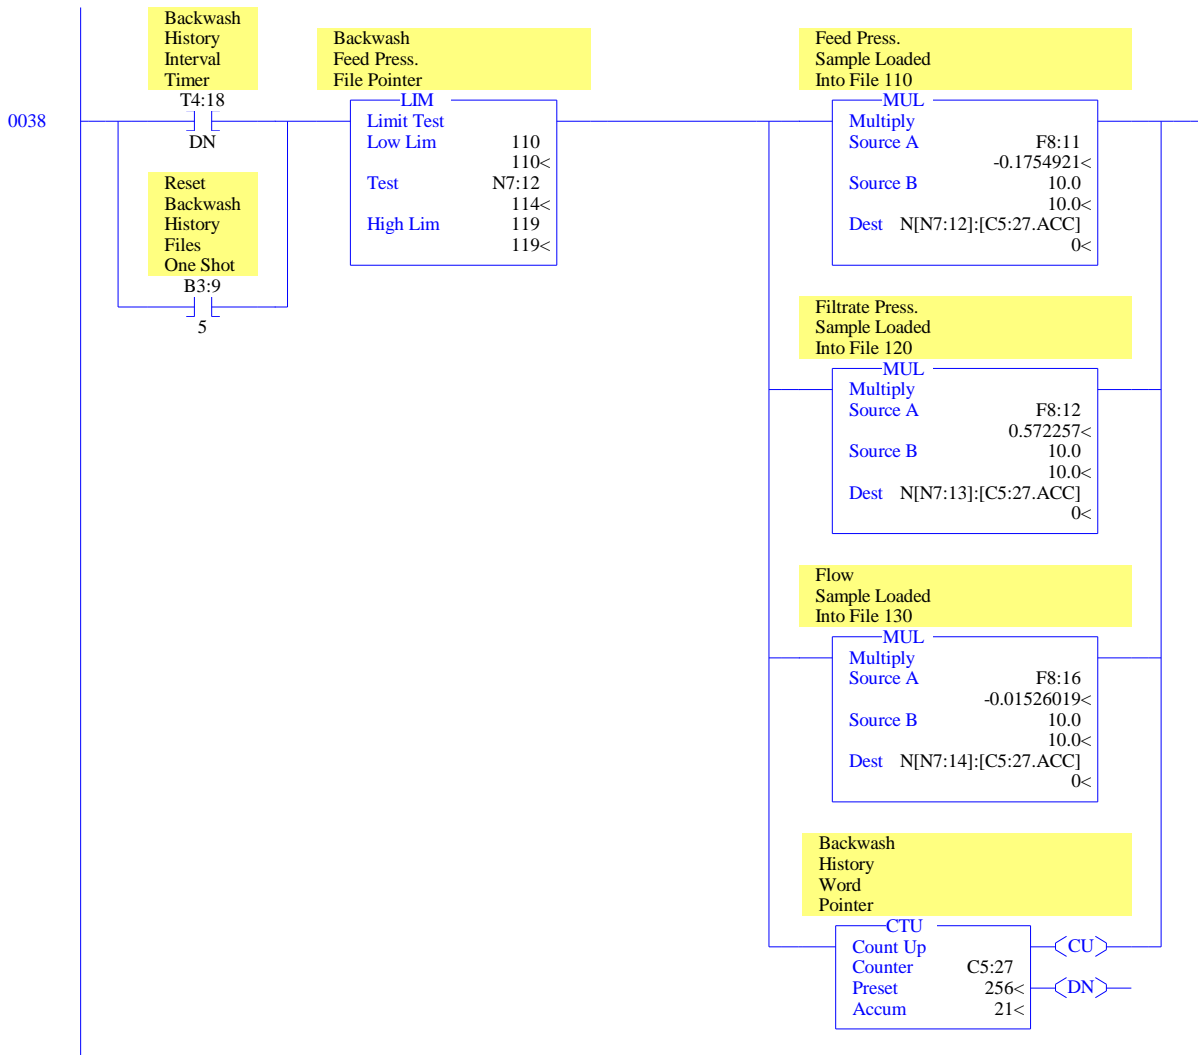 Backwash
History
Interval
Timer
T4:18
DN
0038
Reset
Backwash
History
Files
One Shot
B3:9
5
Backwash
Feed Press.
File Pointer
LIM
Limit Test
Low Lim 110
110<
Test N7:12
114<
High Lim 119
119<
Feed Press.
Sample Loaded
Into File 110
MUL
Multiply
Source A F8:11
-0.1754921<
Source B 10.0
10.0<
Dest N[N7:12]:[C5:27.ACC]
0<
Filtrate Press.
Sample Loaded
Into File 120
MUL
Multiply
Source A F8:12
0.572257<
Source B 10.0
10.0<
Dest N[N7:13]:[C5:27.ACC]
0<
Flow
Sample Loaded
Into File 130
MUL
Multiply
Source A F8:16
-0.01526019<
Source B 10.0
10.0<
Dest N[N7:14]:[C5:27.ACC]
0<
Backwash
History
Word
Pointer
CTU
Count Up CU
Counter C5:27
Preset 256< DN
Accum 21<